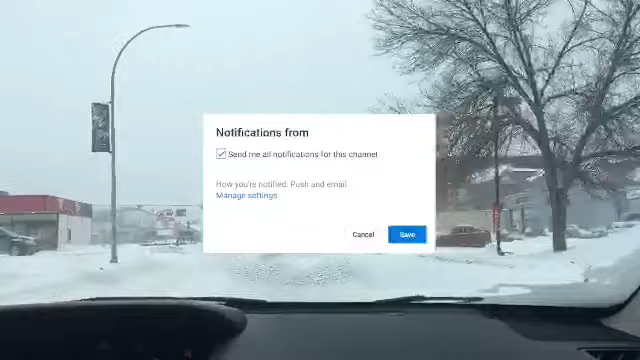 Notifications from
Send me all notifications for this channel
How you're notified: Push and email
Manage settings
Cancel
Save